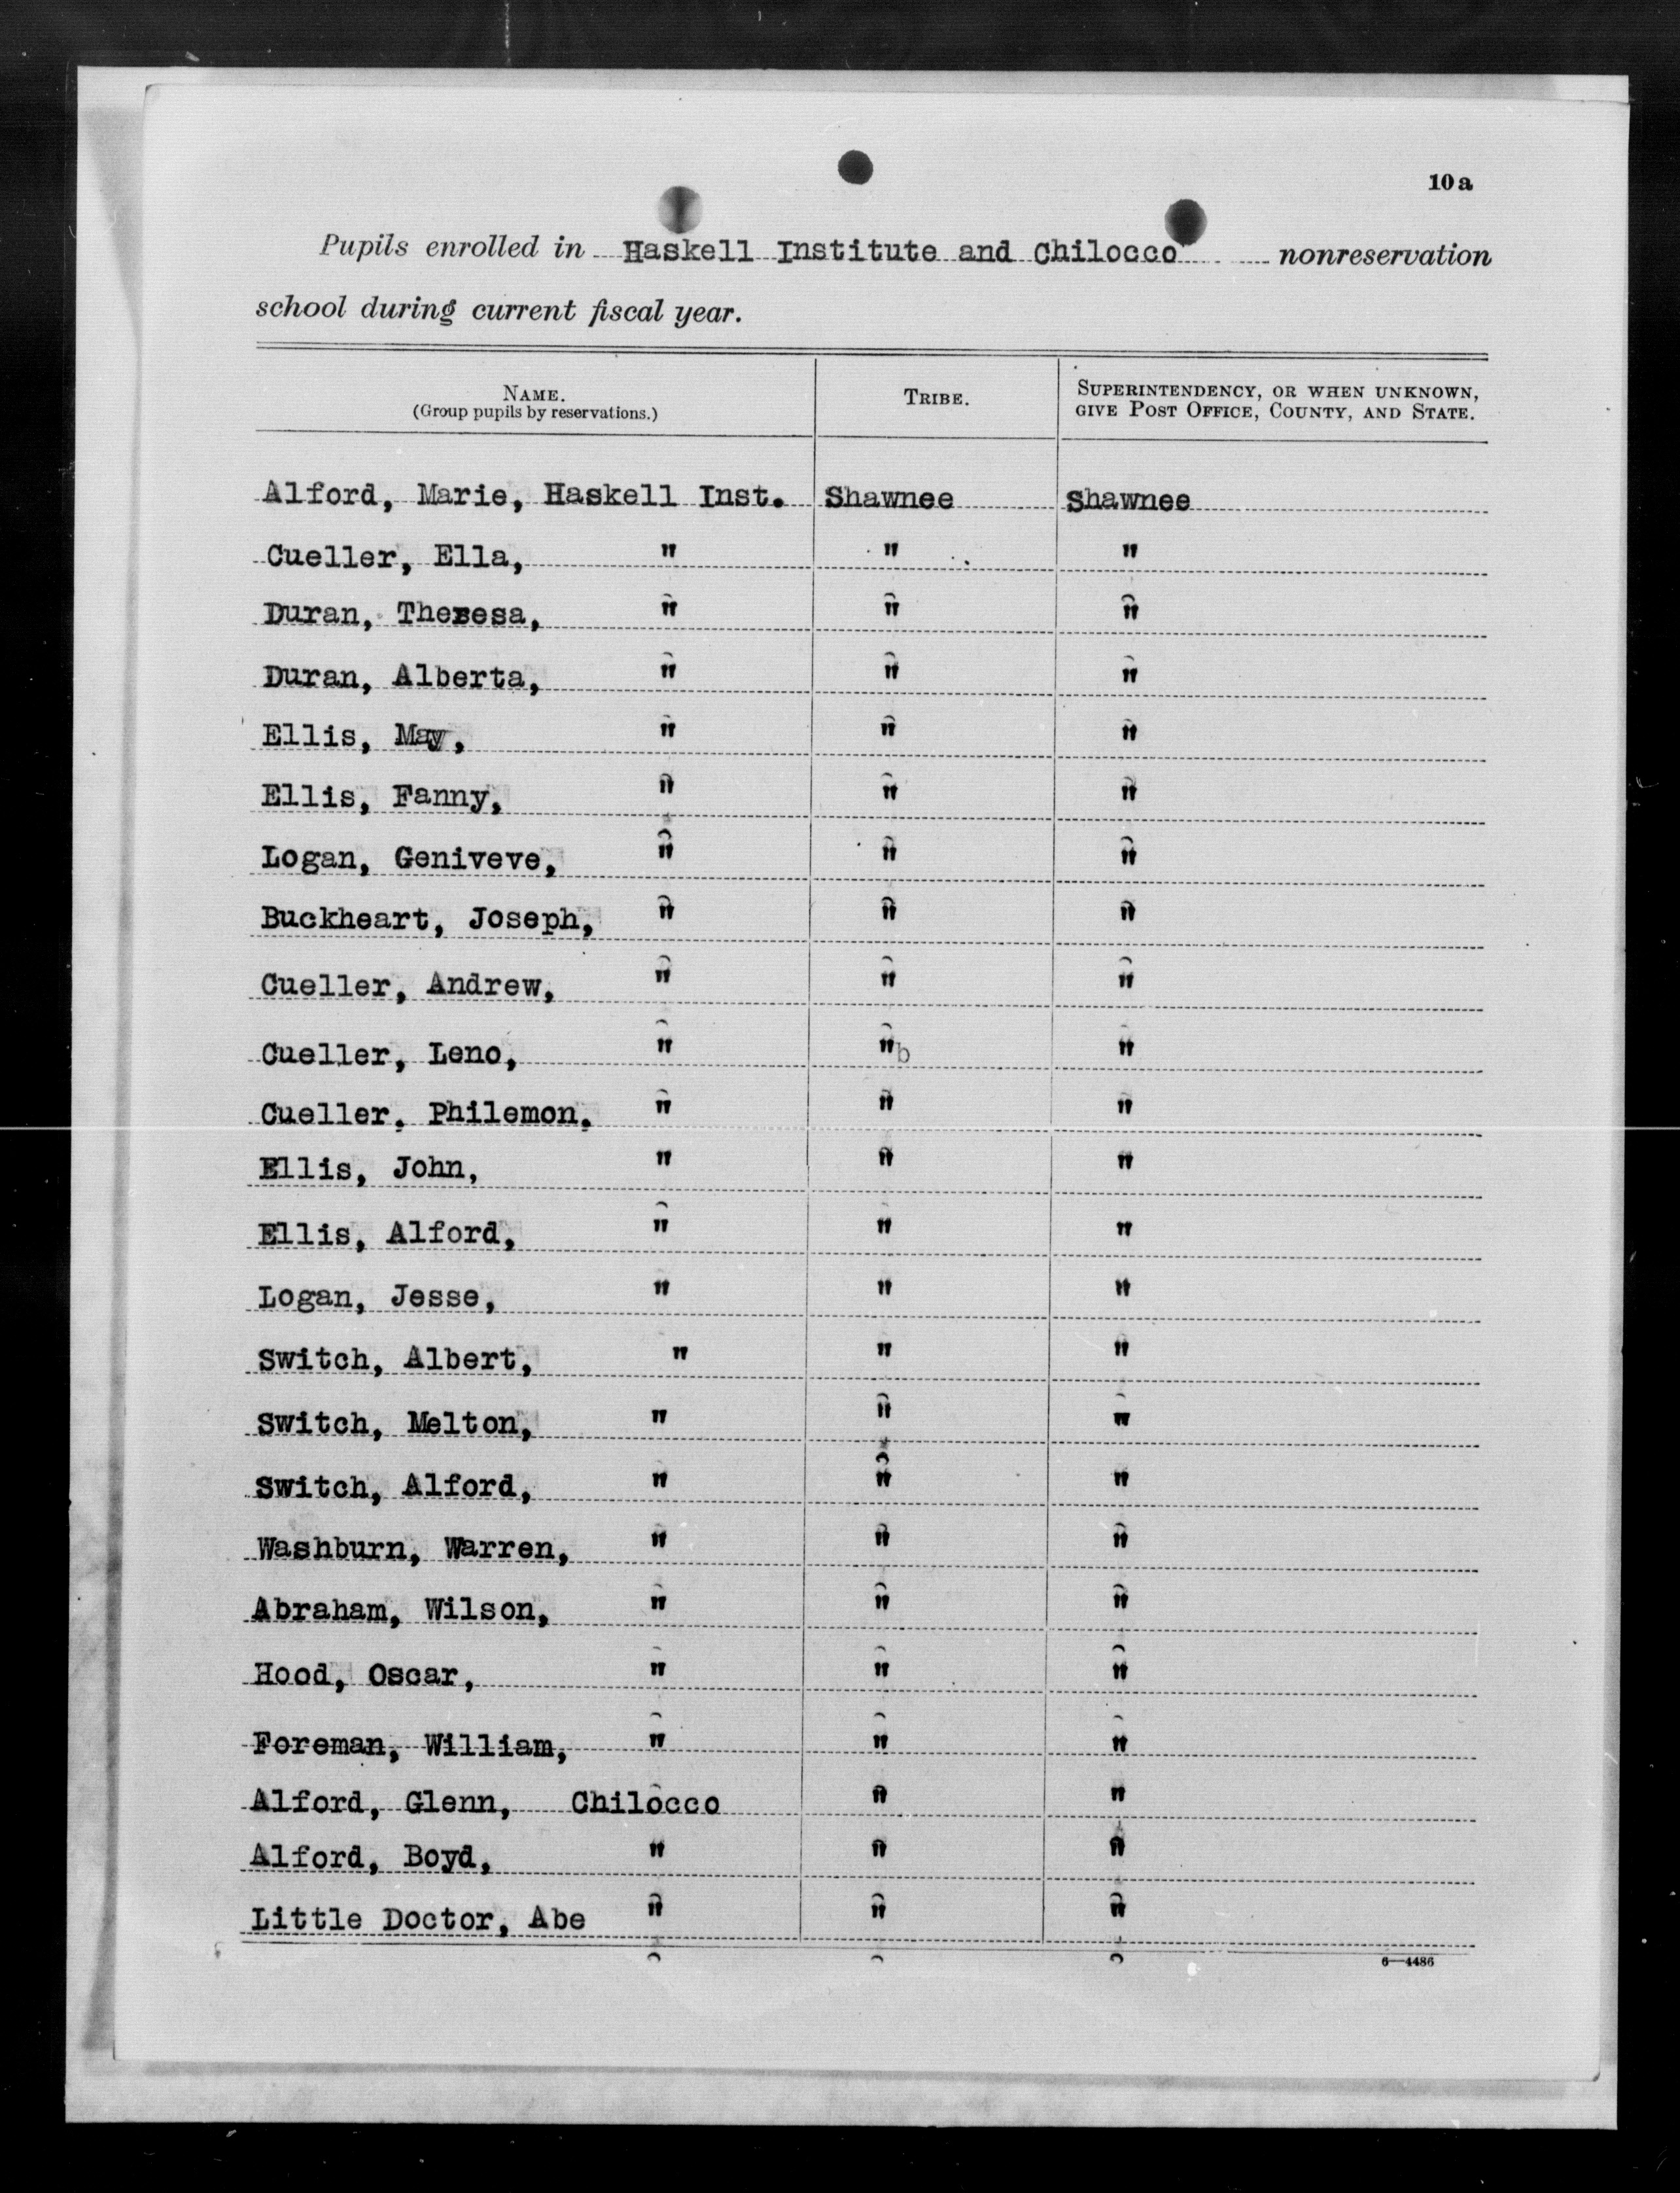 10a
Pupils enrolled in Haskell Institute and Chilocco nonreservation
school during current fiscal year.
NAME.
(Group pupils by reservations.)
TRIBE.
SUPERINTENDENCY, OR WHEN UNKNOWN,
GIVE POST OFFICE, COUNTY, AND STATE.
Alford, Marie, Haskell Inst. Shawnee Shawnee
Cueller, Ella, " " "
Duran, Theresa, " " "
Duran, Alberta, " " "
Ellis, May, " " "
Ellis, Fanny, " " "
Logan, Geniveve, " " "
Buckheart, Joseph, " " "
Cueller, Andrew, " " "
Cueller, Leno, " "b "
Cueller, Philemon, " " "
Ellis, John, " " "
Ellis, Alford, " " "
Logan, Jesse, " " "
Switch, Albert, " " "
Switch, Melton, " " "
Switch, Alford, " " "
Washburn, Warren, " " "
Abraham, Wilson, " " "
Hood, Oscar, " " "
Foreman, William, " " "
Alford, Glenn, Chilocco " "
Alford, Boyd, " " "
Little Doctor, Abe " " "
6—4486